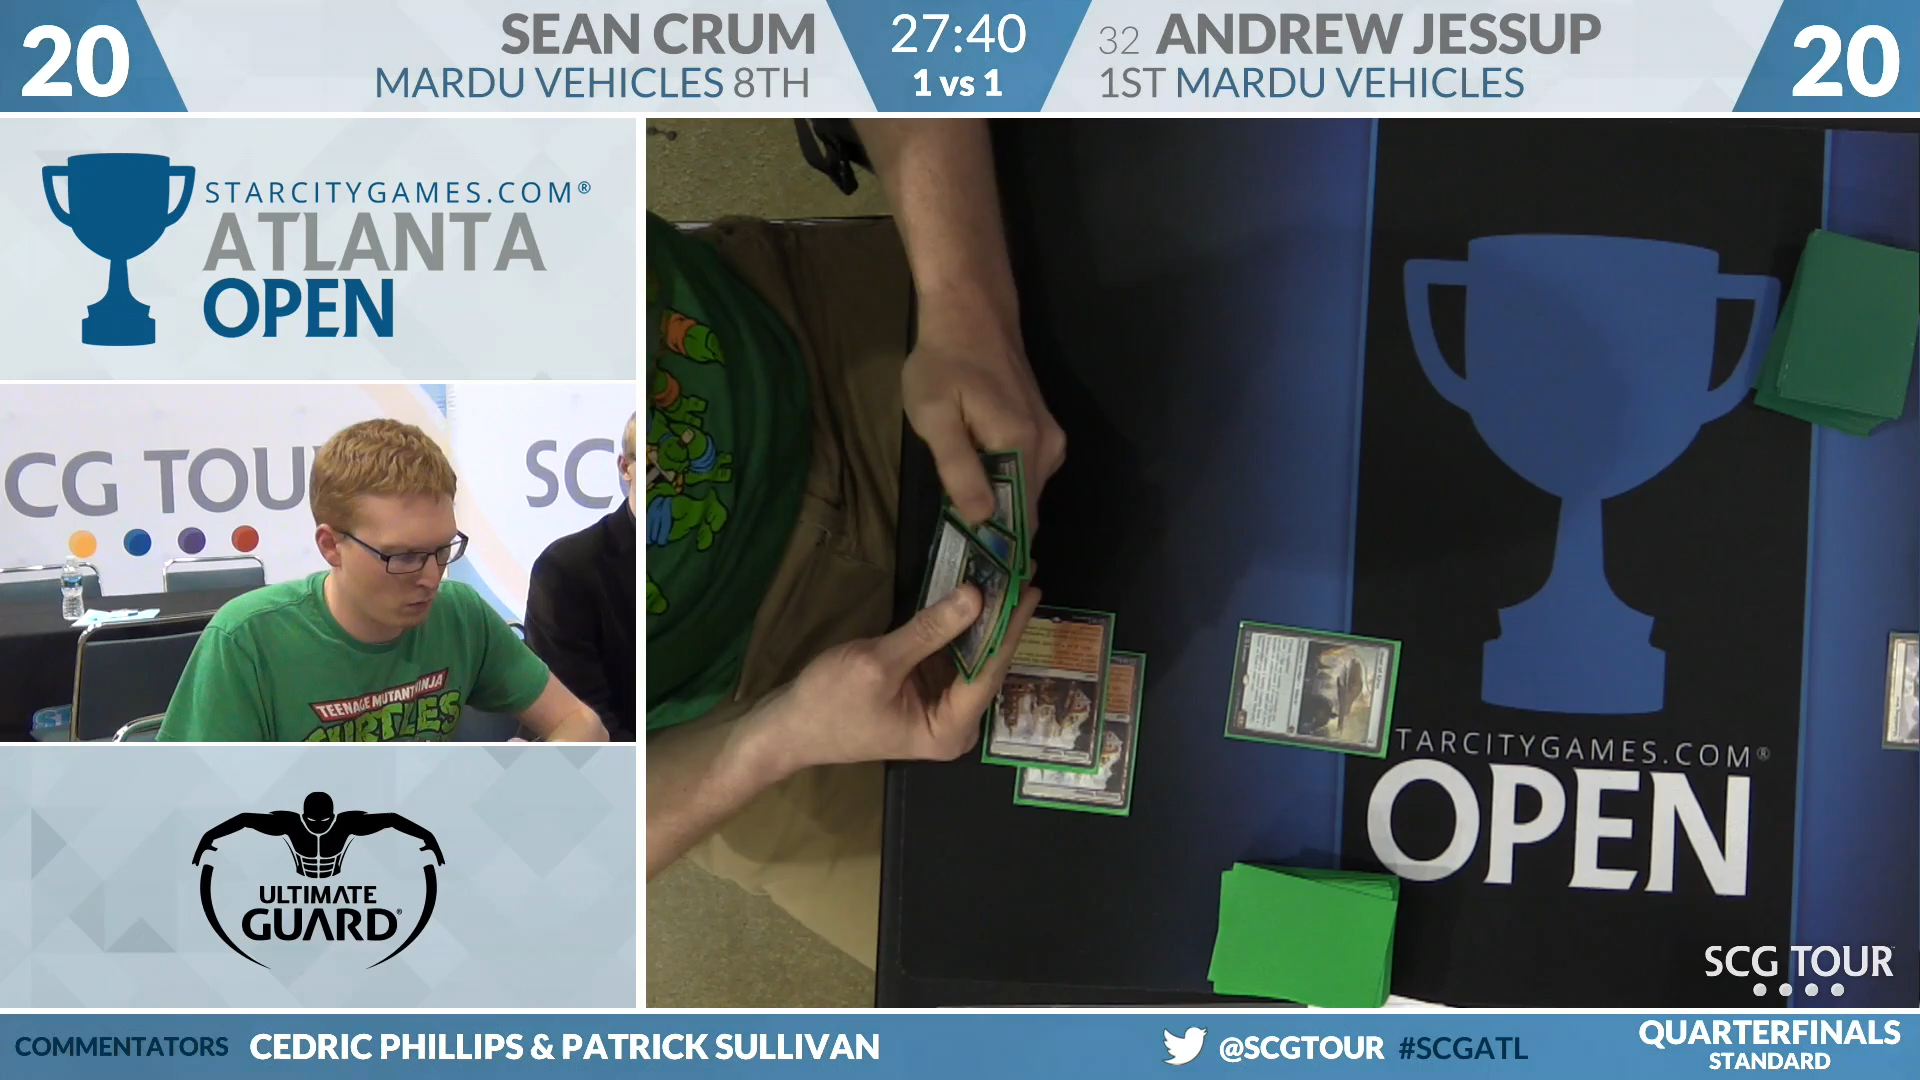 20
SEAN CRUM
MARDU VEHICLES 8TH
27:40
1 vs 1
32 ANDREW JESSUP
1ST MARDU VEHICLES
20
STARCITYGAMES.COM®
ATLANTA
OPEN
CG TOU
SC
TEENAGE MUTANT NINJA
TURTLES
ULTIMATE
GUARD®
TARCITYGAMES.COM®
OPEN
SCG TOUR
COMMENTATORS CEDRIC PHILLIPS & PATRICK SULLIVAN
@SCGTOUR #SCGATL
QUARTERFINALS
STANDARD